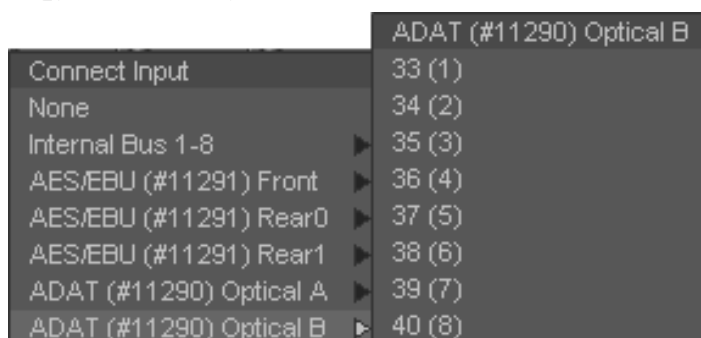 Connect Input
None
Internal Bus 1-8
AES/EBU (#11291) Front
AES/EBU (#11291) Rear0
AES/EBU (#11291) Rear1
ADAT (#11290) Optical A
ADAT (#11290) Optical B
ADAT (#11290) Optical B
33 (1)
34 (2)
35 (3)
36 (4)
37 (5)
38 (6)
39 (7)
40 (8)